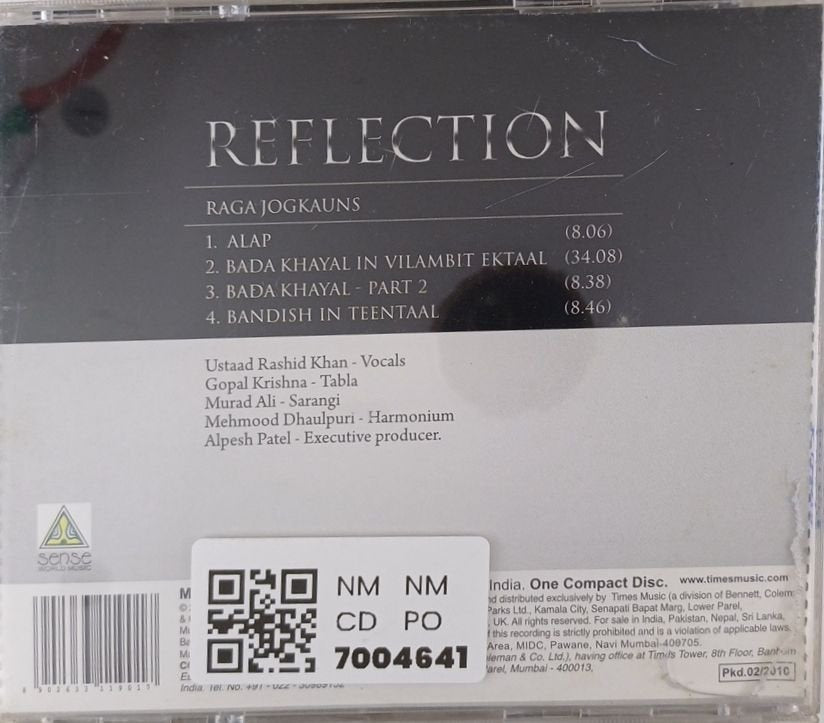 REFLECTION
RAGA JOGKAUNS
1. ALAP (8.06)
2. BADA KHAYAL IN VILAMBIT EKTAAL (34.08)
3. BADA KHAYAL - PART 2 (8.38)
4. BANDISH IN TEENTAAL (8.46)
Ustaad Rashid Khan - Vocals
Gopal Krishna - Tabla
Murad Ali - Sarangi
Mehmood Dhaulpuri - Harmonium
Alpesh Patel - Executive producer.
sense
WORLD MUSIC
NM NM
CD PO
7004641
India. One Compact Disc. www.timesmusic.com
distributed exclusively by Times Music (a division of Bennett, Colem
Parks Ltd., Kamala City, Senapati Bapat Marg, Lower Parel,
UK. All rights reserved. For sale in India, Pakistan, Nepal, Sri Lanka,
this recording is strictly prohibited and is a violation of applicable laws.
Area, MIDC, Pawane, Navi Mumbai-400705.
leman & Co. Ltd.), having office at Times Tower, 8th Floor,
arel, Mumbai - 400013,
Pkd.02/2010
India. Tel. No. +91 - 022 -